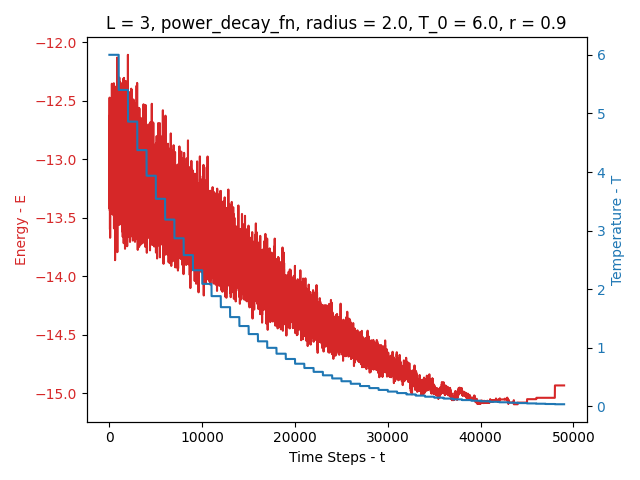 L = 3, power_decay_fn, radius = 2.0, T_0 = 6.0, r = 0.9
−12.0
−12.5
−13.0
−13.5
−14.0
−14.5
−15.0
Energy - E
6
5
4
3
2
1
0
Temperature - T
0 10000 20000 30000 40000 50000
Time Steps - t